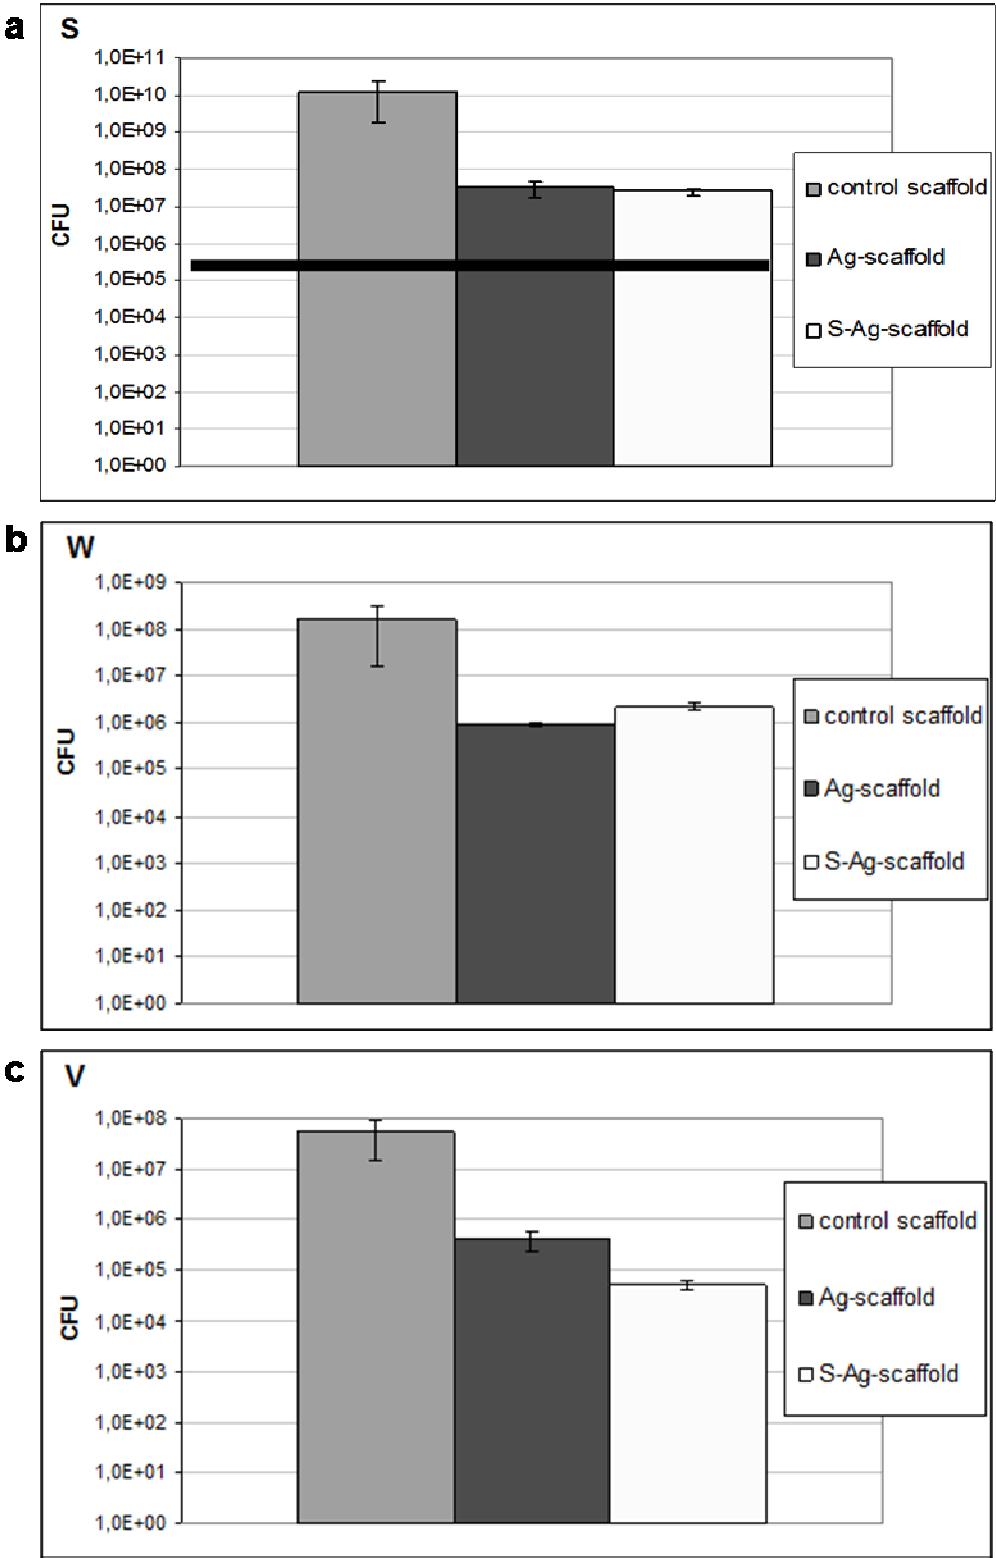 a
S
1,0E+11
1,0E+10
1,0E+09
1,0E+08
1,0E+07
1,0E+06
1,0E+05
1,0E+04
1,0E+03
1,0E+02
1,0E+01
1,0E+00
CFU
control scaffold
Ag-scaffold
S-Ag-scaffold
b
W
1,0E+09
1,0E+08
1,0E+07
1,0E+06
1,0E+05
1,0E+04
1,0E+03
1,0E+02
1,0E+01
1,0E+00
CFU
control scaffold
Ag-scaffold
S-Ag-scaffold
c
V
1,0E+08
1,0E+07
1,0E+06
1,0E+05
1,0E+04
1,0E+03
1,0E+02
1,0E+01
1,0E+00
CFU
control scaffold
Ag-scaffold
S-Ag-scaffold